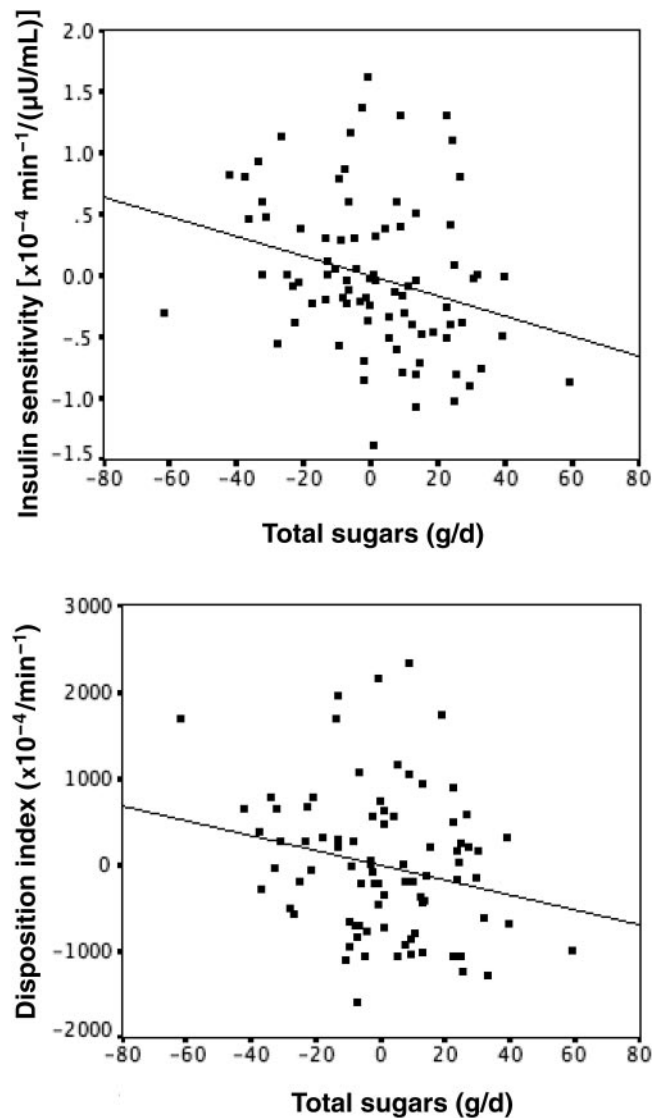 2.0
1.5
1.0
.5
0.0
-.5
-1.0
-1.5
-80 -60 -40 -20 0 20 40 60 80
Insulin sensitivity [x10⁻⁴ min⁻¹/(μU/mL)]
Total sugars (g/d)
3000
2000
1000
0
-1000
-2000
-80 -60 -40 -20 0 20 40 60 80
Disposition index (x10⁻⁴/min⁻¹)
Total sugars (g/d)